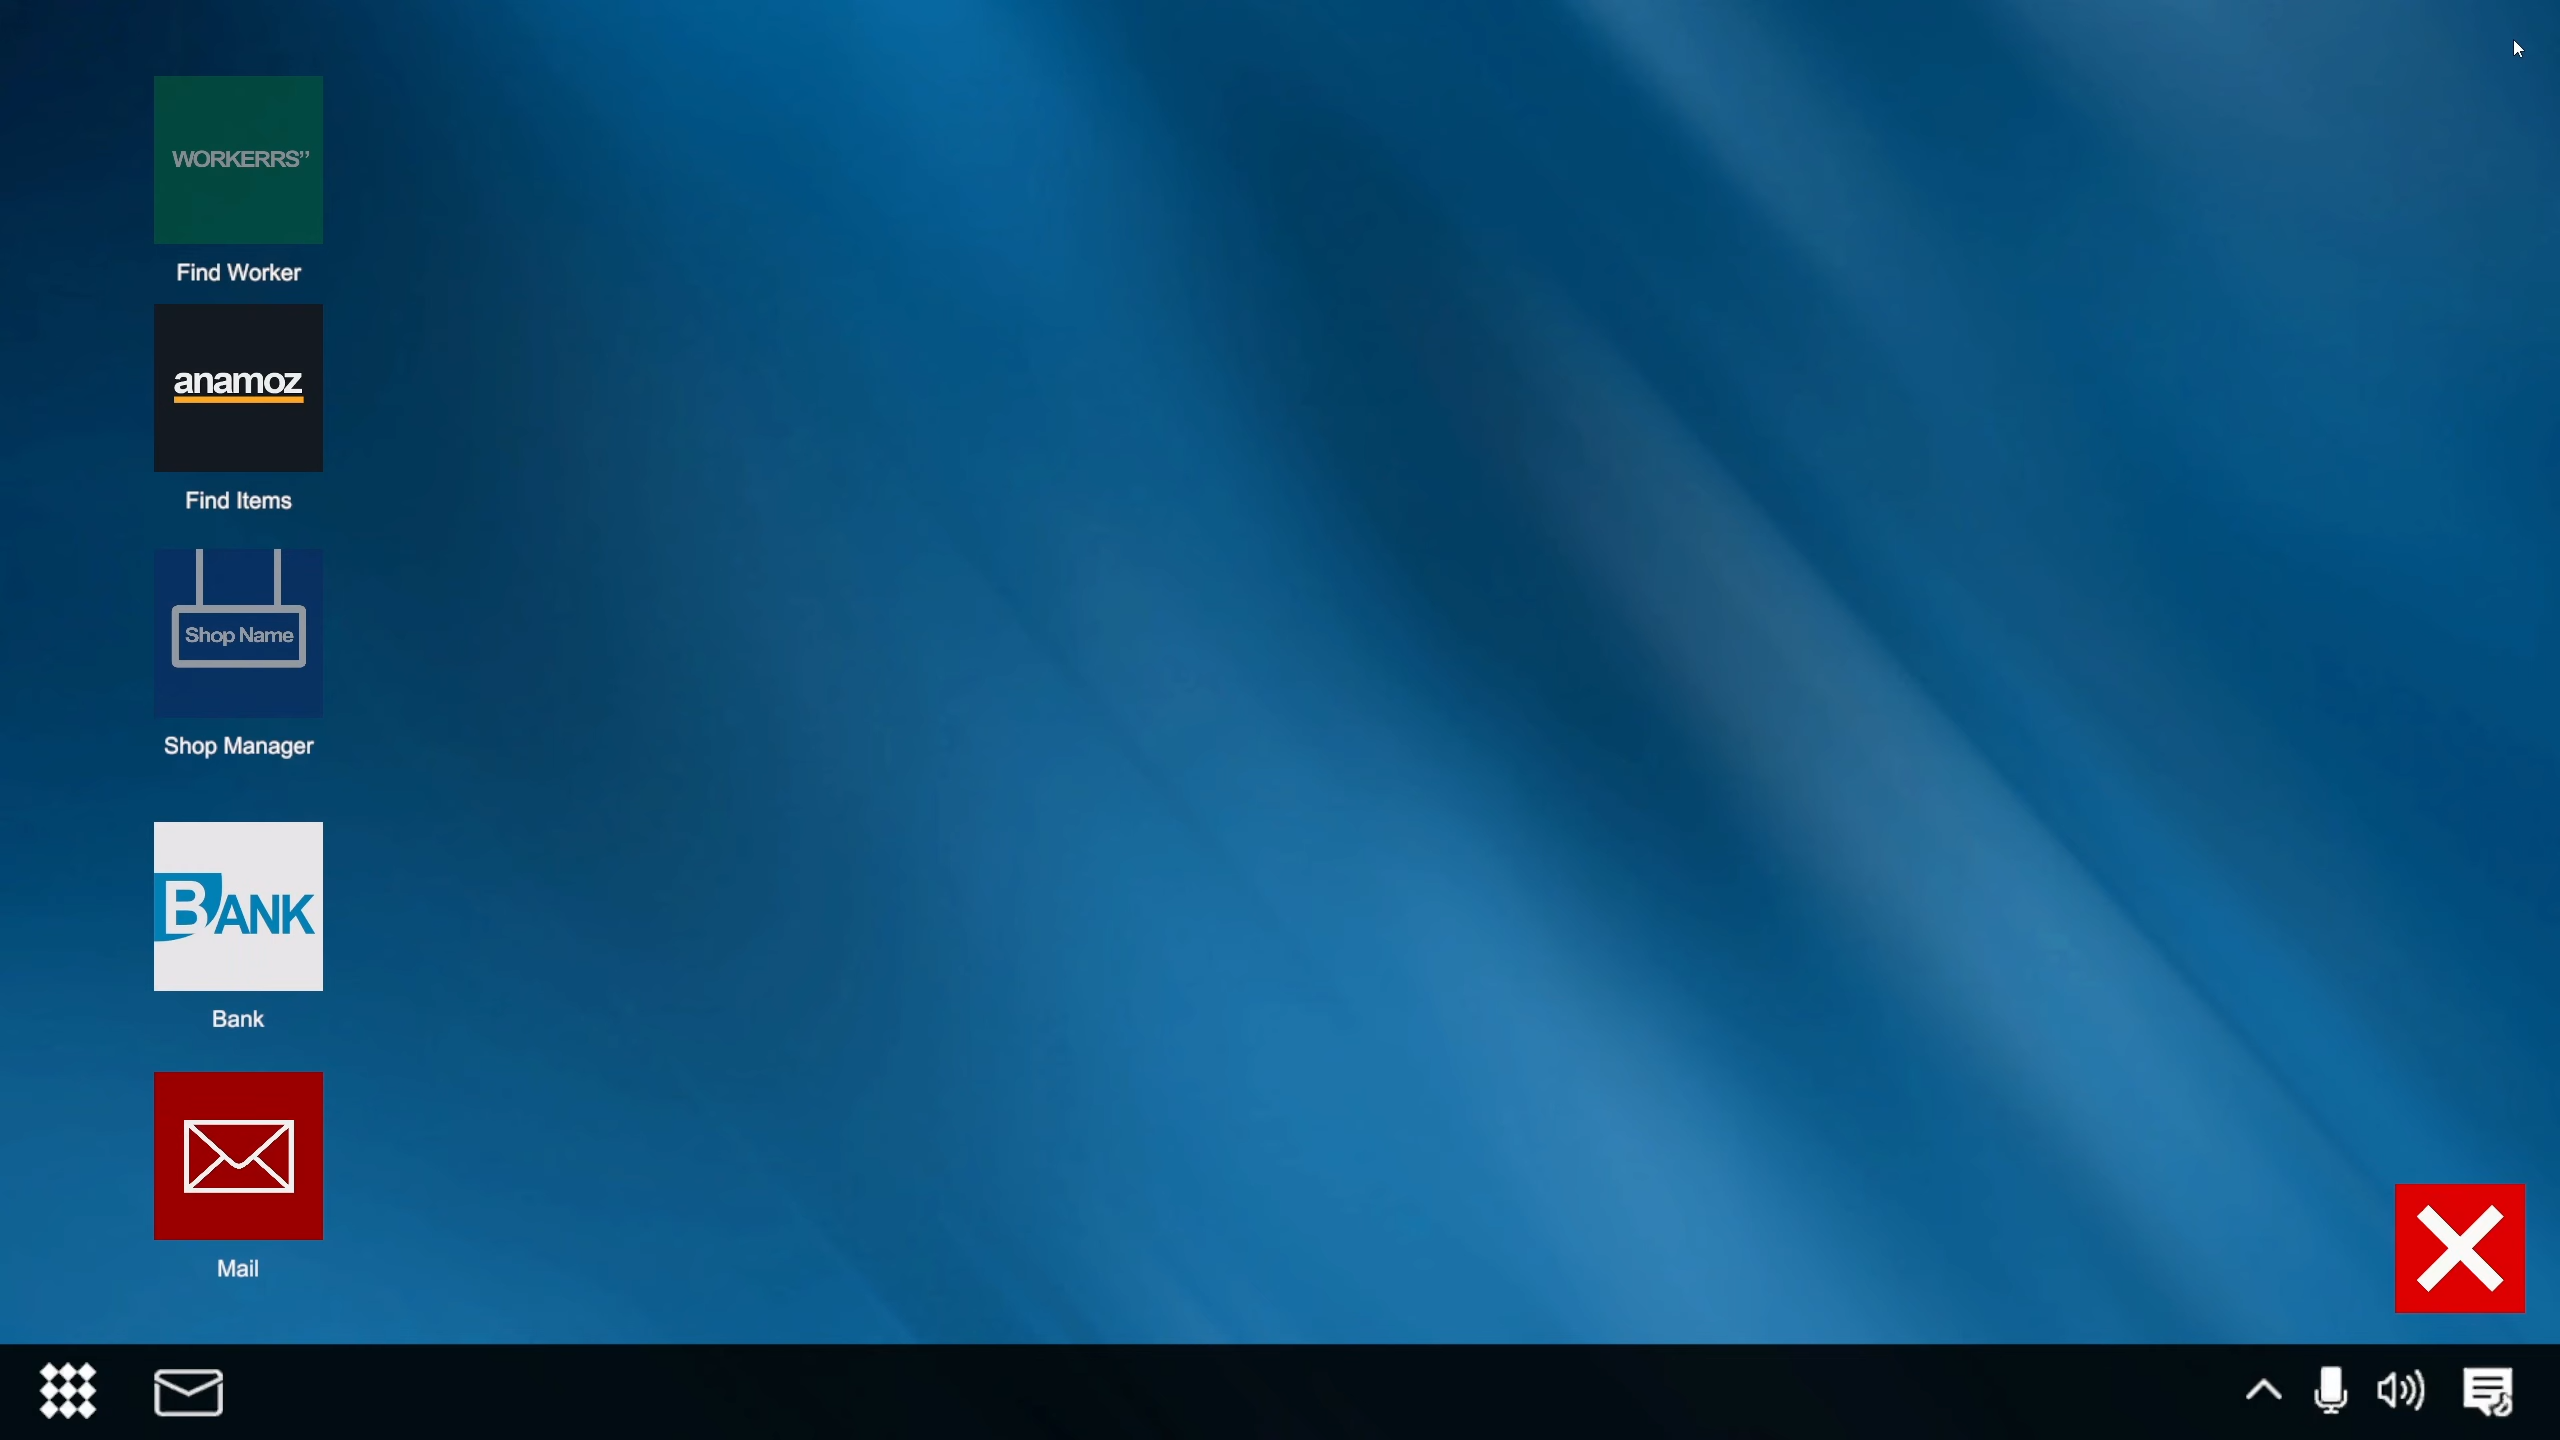 WORKERRS”
Find Worker
anamoz
Find Items
Shop Name
Shop Manager
BANK
Bank
Mail